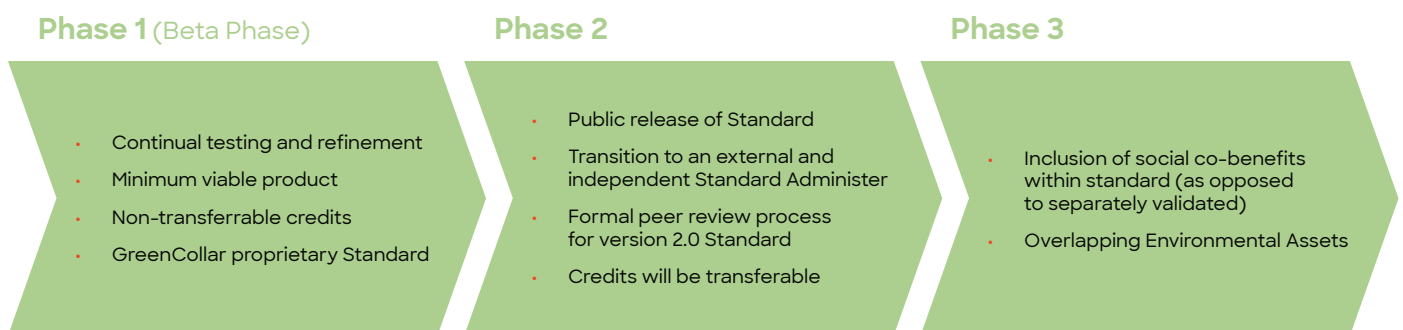 Phase 1 (Beta Phase)
• Continual testing and refinement
• Minimum viable product
• Non-transferrable credits
• GreenCollar proprietary Standard
Phase 2
• Public release of Standard
• Transition to an external and
independent Standard Administer
• Formal peer review process
for version 2.0 Standard
• Credits will be transferable
Phase 3
• Inclusion of social co-benefits
within standard (as opposed
to separately validated)
• Overlapping Environmental Assets